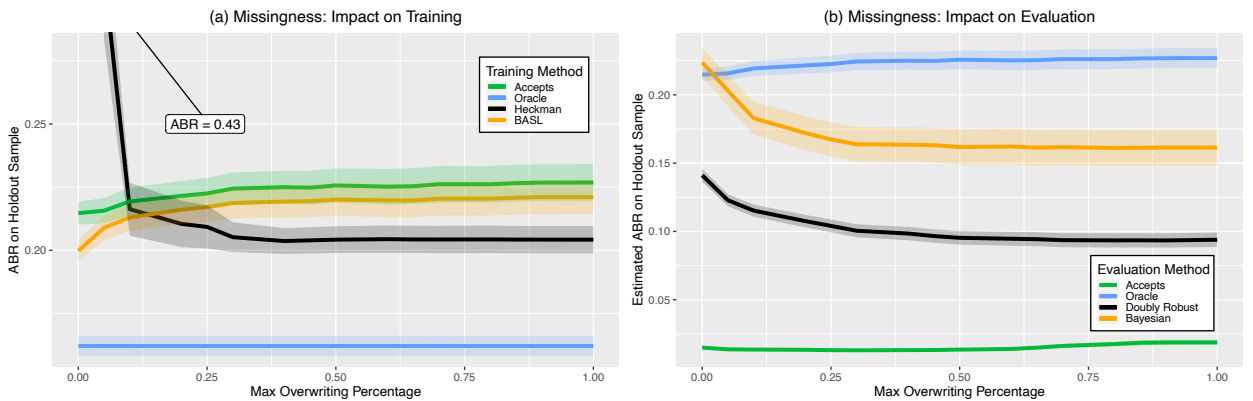 (a) Missingness: Impact on Training
ABR on Holdout Sample
0.25
0.20
ABR = 0.43
Training Method
Accepts
Oracle
Heckman
BASL
0.00
0.25
0.50
0.75
1.00
Max Overwriting Percentage
(b) Missingness: Impact on Evaluation
Estimated ABR on Holdout Sample
0.20
0.15
0.10
0.05
Evaluation Method
Accepts
Oracle
Doubly Robust
Bayesian
0.00
0.25
0.50
0.75
1.00
Max Overwriting Percentage